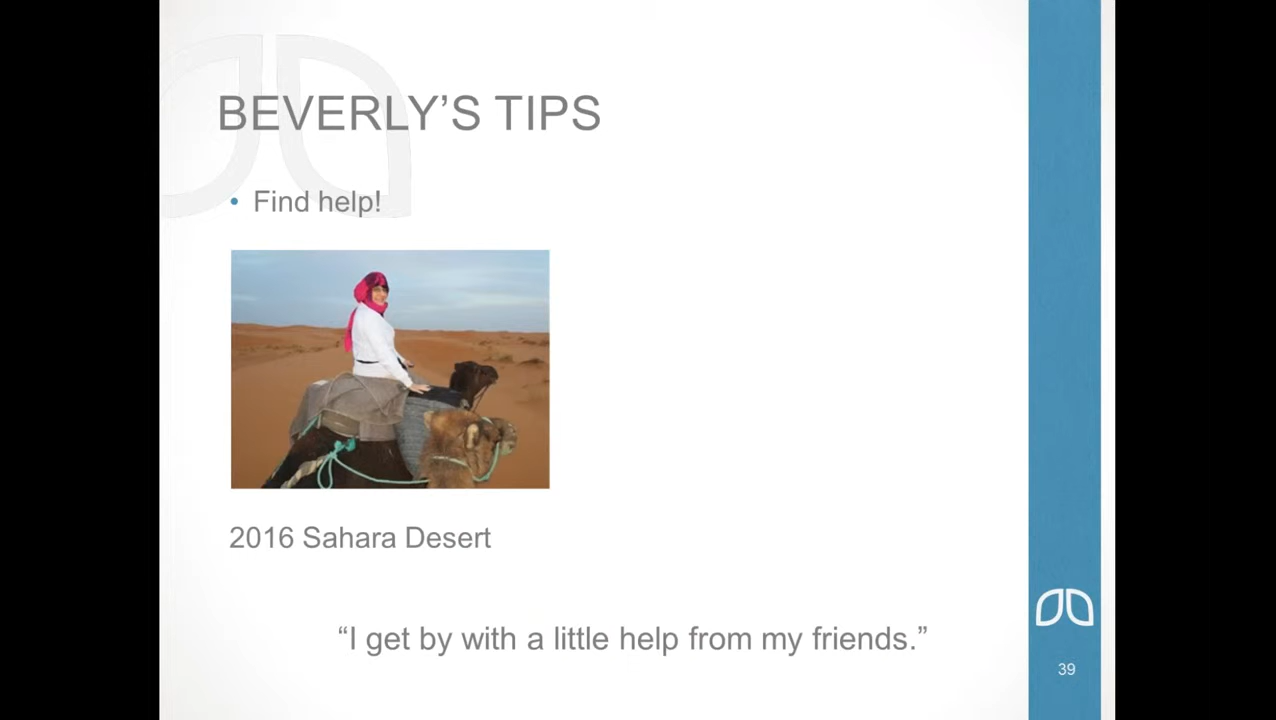 BEVERLY’S TIPS
• Find help!
2016 Sahara Desert
“I get by with a little help from my friends.”
39